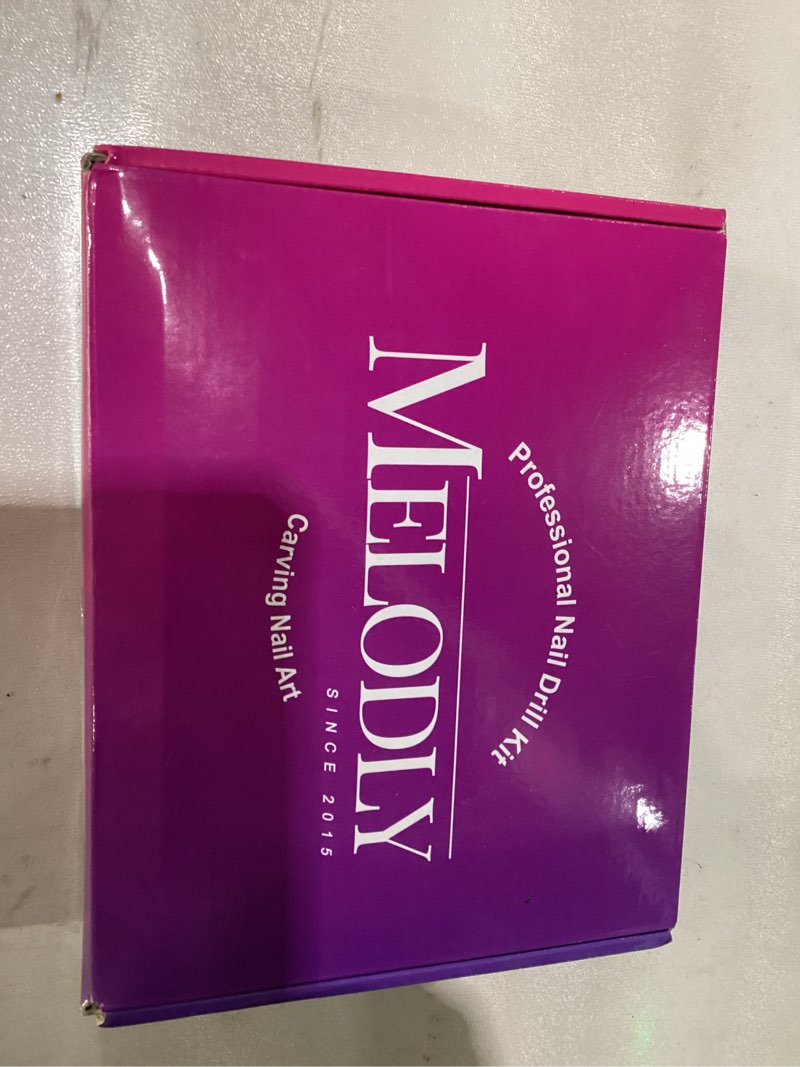 Professional Nail Drill Kit
MELODLY
SINCE 2015
Carving Nail Art